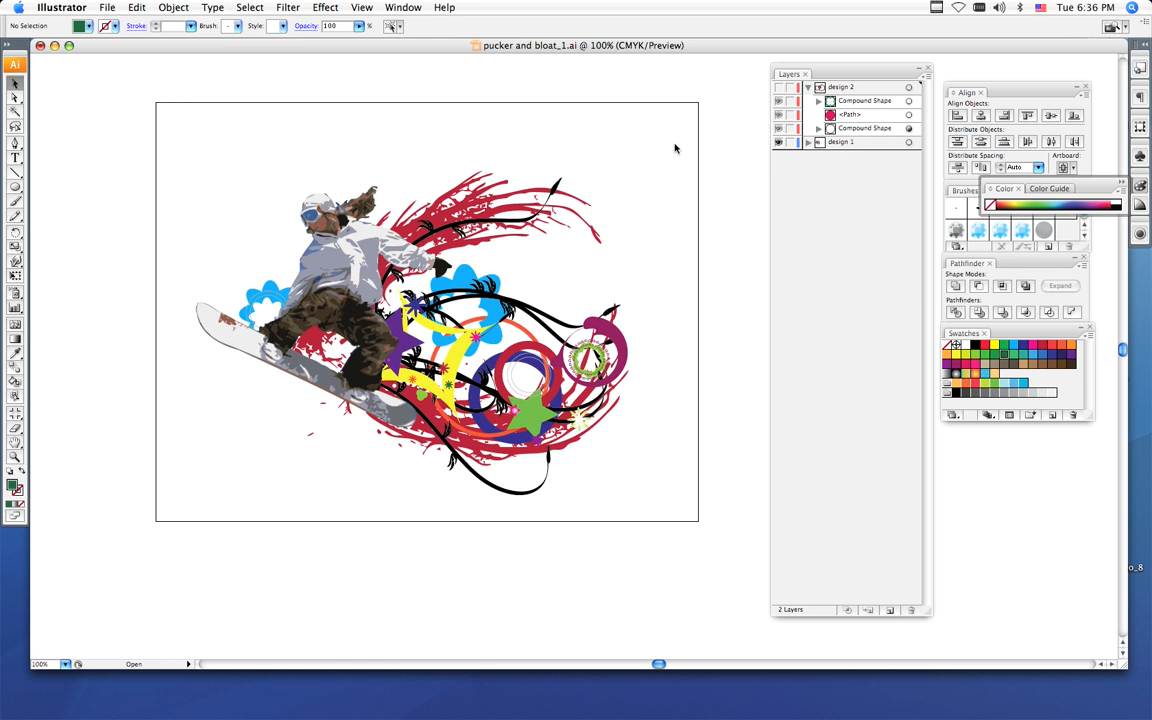 Illustrator File Edit Object Type Select Filter Effect View Window Help Tue 6:36 PM
No Selection Stroke: Brush: Style: Opacity: 100 %
pucker and bloat_1.ai @ 100% (CMYK/Preview)
Ai
T
Layers
design 2
Compound Shape
<Path>
Compound Shape
design 1
2 Layers
Align
Align Objects:
Distribute Objects:
Distribute Spacing: Artboard:
Auto
Brushes
Color Color Guide
Pathfinder
Shape Modes:
Expand
Pathfinders:
Swatches
o_8
100% Open